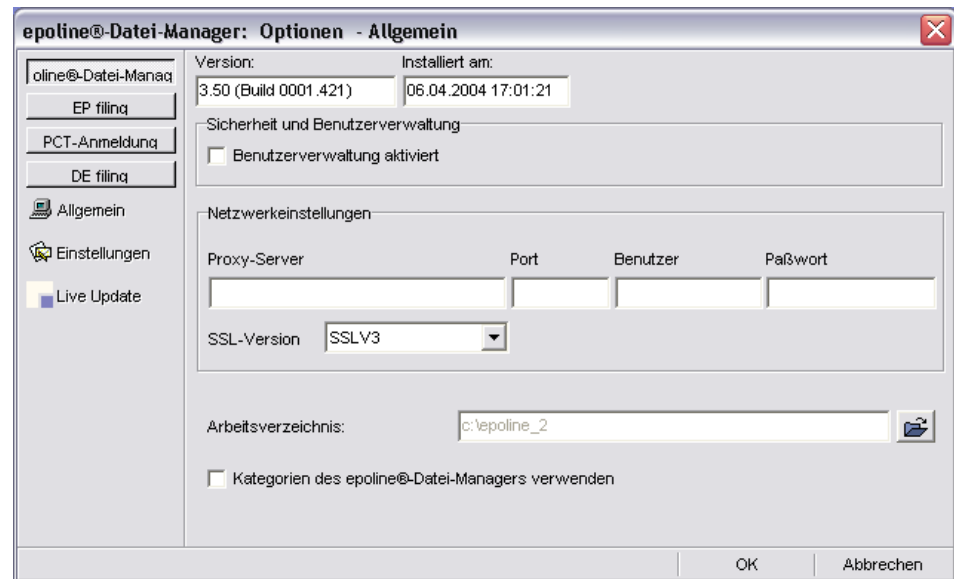 epoline®-Datei-Manager: Optionen - Allgemein
oline®-Datei-Manag
EP filing
PCT-Anmeldung
DE filing
Allgemein
Einstellungen
Live Update
Version:
Installiert am:
3.50 (Build 0001.421)
06.04.2004 17:01:21
Sicherheit und Benutzerverwaltung
Benutzerverwaltung aktiviert
Netzwerkeinstellungen
Proxy-Server
Port
Benutzer
Paßwort
SSL-Version
SSLV3
Arbeitsverzeichnis:
c:\epoline_2
Kategorien des epoline®-Datei-Managers verwenden
OK
Abbrechen